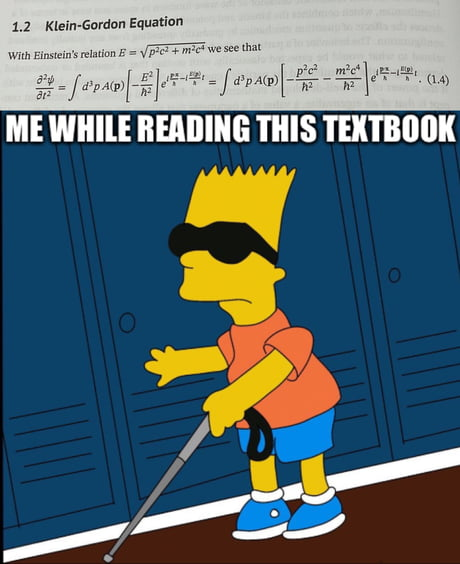 1.2 Klein-Gordon Equation
With Einstein's relation E = √p²c² + m²c⁴ we see that
∂²ψ/∂t² = ∫ d³p A(p) [−E²/ħ²] e^{i p·x/ħ − i E(p)/ħ t} = ∫ d³p A(p) [−p²c²/ħ² − m²c⁴/ħ²] e^{i p·x/ħ − i E(p)/ħ t}. (1.4)
ME WHILE READING THIS TEXTBOOK